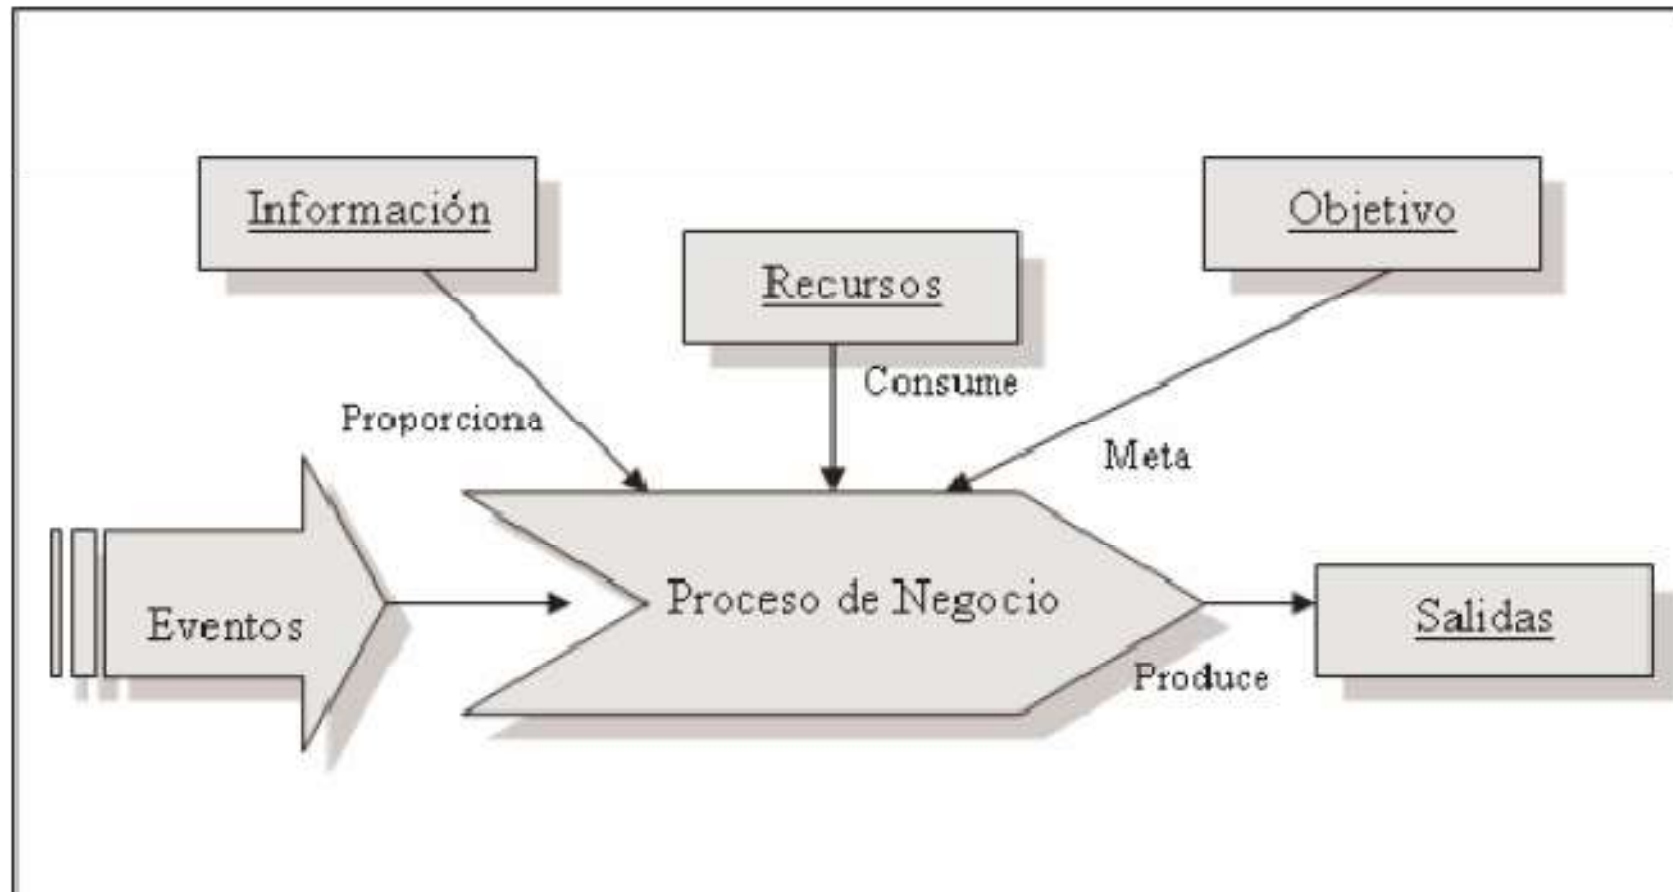 Información
Objetivo
Recursos
Consume
Proporciona
Meta
Eventos
Proceso de Negocio
Salidas
Produce